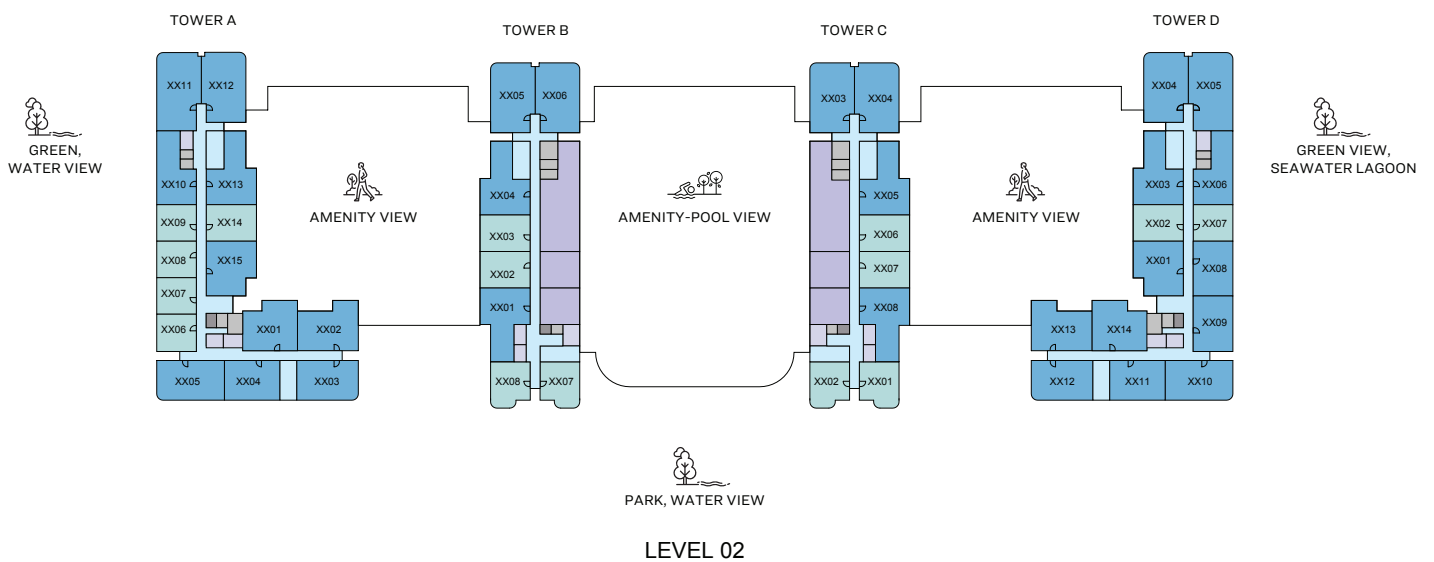 TOWER A
TOWER B
TOWER C
TOWER D
XX11
XX12
XX10
XX13
XX09
XX14
XX08
XX15
XX07
XX06
XX01
XX02
XX05
XX04
XX03
XX05
XX06
XX04
XX03
XX02
XX01
XX08
XX07
XX03
XX04
XX05
XX06
XX07
XX08
XX02
XX01
XX04
XX05
XX03
XX06
XX02
XX07
XX01
XX08
XX09
XX13
XX14
XX12
XX11
XX10
GREEN,
WATER VIEW
AMENITY VIEW
AMENITY-POOL VIEW
AMENITY VIEW
GREEN VIEW,
SEAWATER LAGOON
PARK, WATER VIEW
LEVEL 02